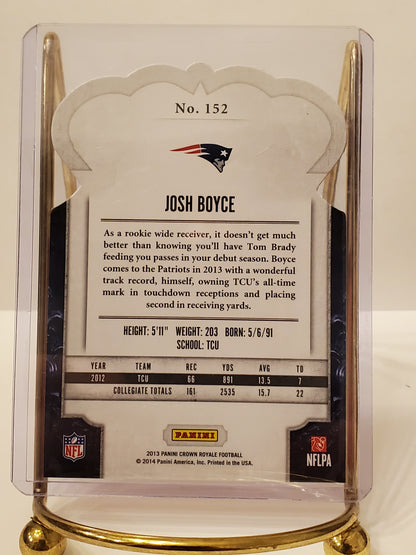 No. 152
JOSH BOYCE
As a rookie wide receiver, it doesn't get much
better than knowing you'll have Tom Brady
feeding you passes in your debut season. Boyce
comes to the Patriots in 2013 with a wonderful
track record, himself, owning TCU's all-time
mark in touchdown receptions and placing
second in receiving yards.
HEIGHT: 5'11" WEIGHT: 203 BORN: 5/6/91
SCHOOL: TCU
YEAR TEAM REC YDS AVG TD
2012 TCU 66 891 13.5 7
COLLEGIATE TOTALS 161 2535 15.7 22
PANINI
NFL
NFLPA
2013 PANINI CROWN ROYALE FOOTBALL
© 2014 Panini America, Inc. Printed in the USA.